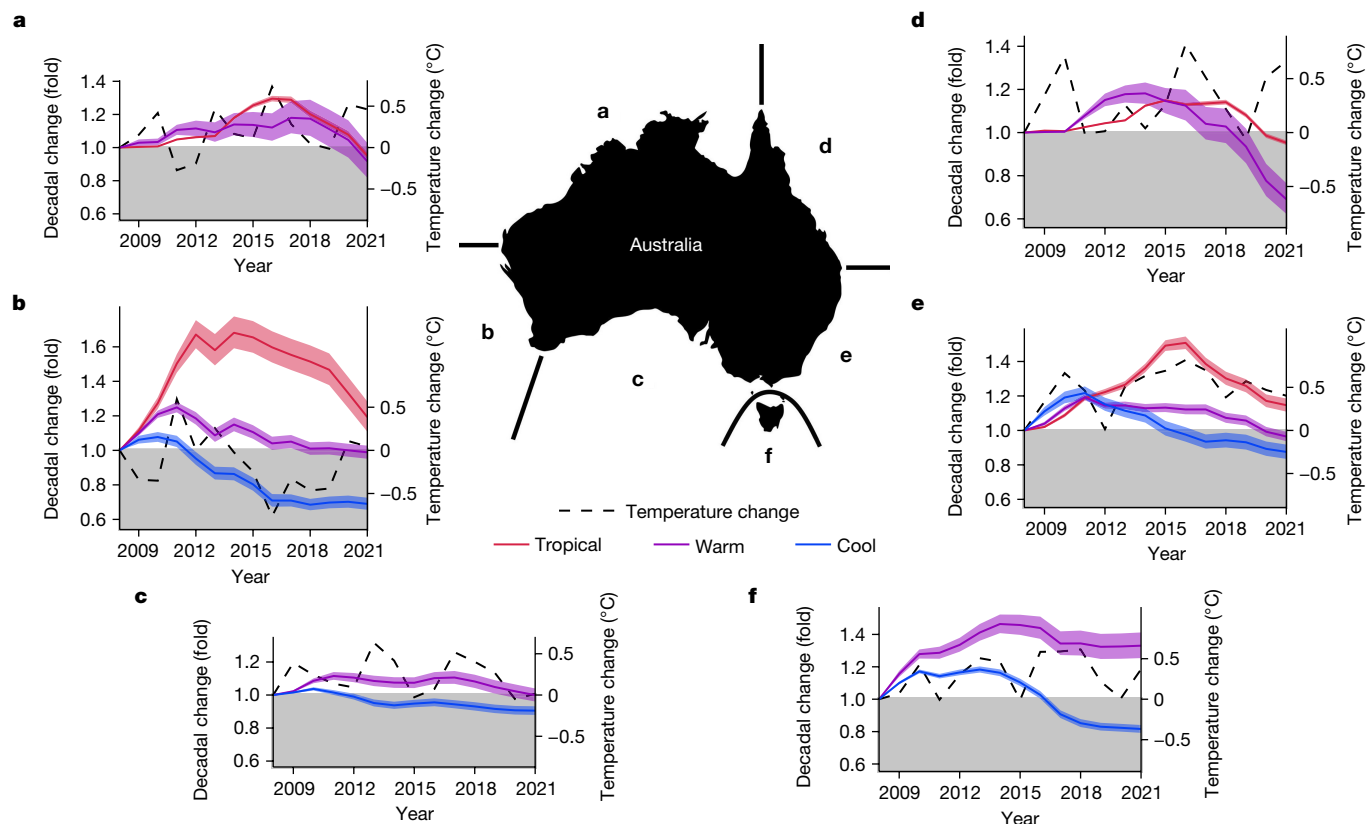 a
Decadal change (fold)
1.4
1.2
1.0
0.8
0.6
0.5
0
−0.5
Temperature change (°C)
2009 2012 2015 2018 2021
Year
d
Decadal change (fold)
1.4
1.2
1.0
0.8
0.6
0.5
0
−0.5
Temperature change (°C)
2009 2012 2015 2018 2021
Year
a
d
Australia
b
c
e
f
b
Decadal change (fold)
1.6
1.4
1.2
1.0
0.8
0.6
0.5
0
−0.5
Temperature change (°C)
2009 2012 2015 2018 2021
Year
e
Decadal change (fold)
1.4
1.2
1.0
0.8
0.6
0.5
0
−0.5
Temperature change (°C)
2009 2012 2015 2018 2021
Year
Temperature change
Tropical Warm Cool
c
Decadal change (fold)
1.2
1.0
0.8
0.6
0.5
0
−0.5
Temperature change (°C)
2009 2012 2015 2018 2021
Year
f
Decadal change (fold)
1.4
1.2
1.0
0.8
0.6
0.5
0
−0.5
Temperature change (°C)
2009 2012 2015 2018 2021
Year